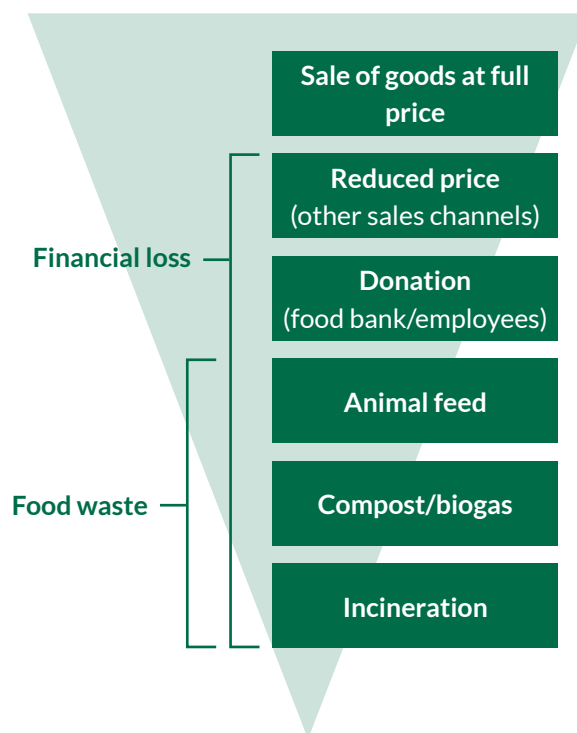 Sale of goods at full
price
Reduced price
(other sales channels)
Financial loss
Donation
(food bank/employees)
Animal feed
Food waste
Compost/biogas
Incineration